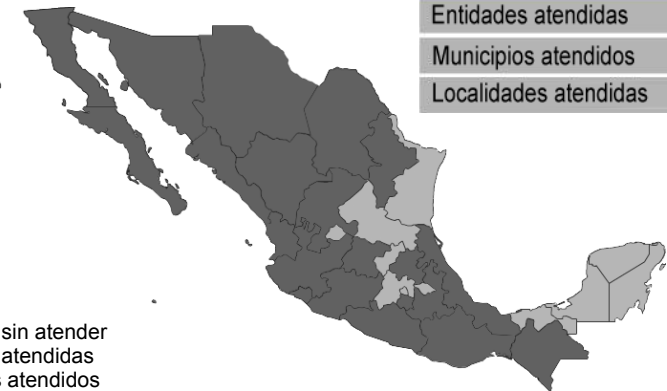 Entidades atendidas
Municipios atendidos
Localidades atendidas
sin atender
atendidas
atendidos